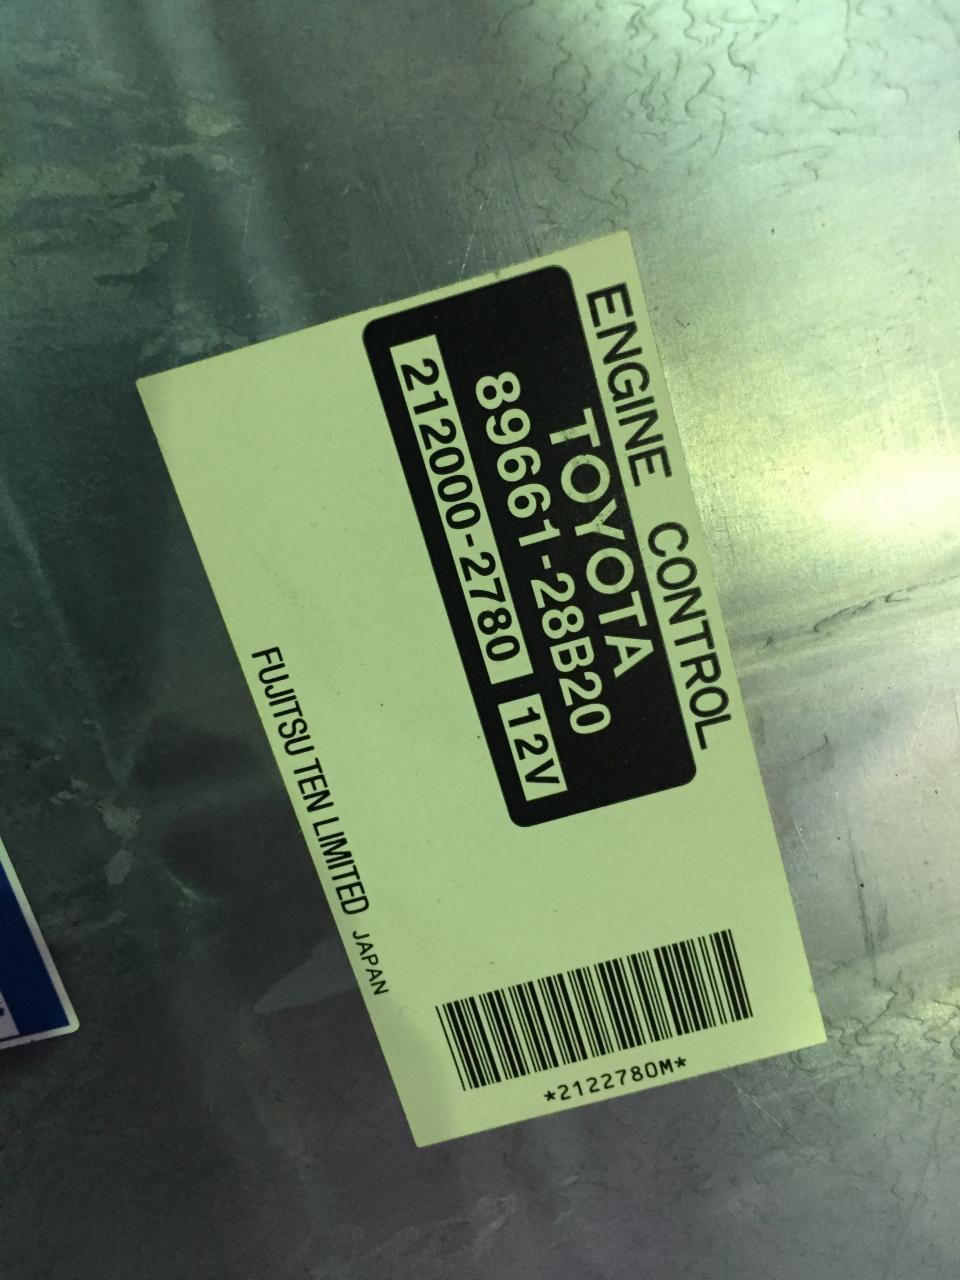 ENGINE CONTROL
TOYOTA
89661-28B20
212000-2780 12V
FUJITSU TEN LIMITED JAPAN
*2122780M*